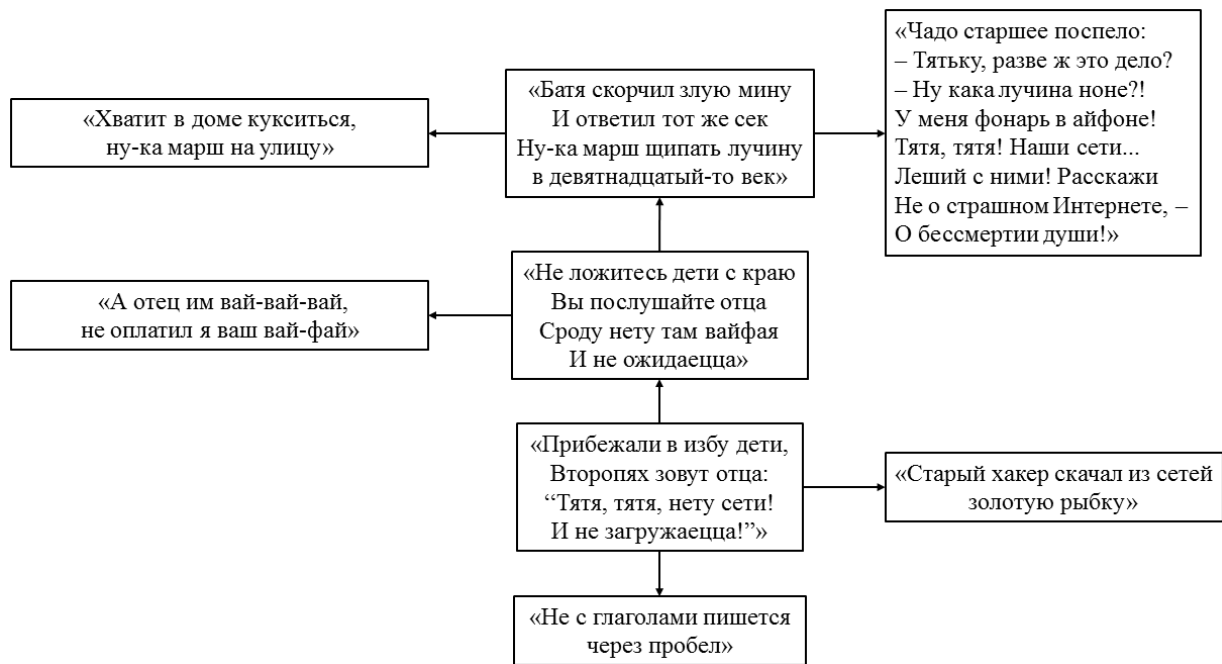 «Чадо старшее поспело:
– Тятьку, разве ж это дело?
– Ну кака лучина ноне?!
У меня фонарь в айфоне!
Тятя, тятя! Наши сети...
Леший с ними! Расскажи
Не о страшном Интернете, –
О бессмертии души!»
«Батя скорчил злую мину
И ответил тот же сек
Ну-ка марш щипать лучину
в девятнадцатый-то век»
«Хватит в доме кукситься,
ну-ка марш на улицу»
«Не ложитесь дети с краю
Вы послушайте отца
Сроду нету там вайфая
И не ожидаецца»
«А отец им вай-вай-вай,
не оплатил я ваш вай-фай»
«Прибежали в избу дети,
Второпях зовут отца:
“Тятя, тятя, нету сети!
И не загружаецца!”»
«Старый хакер скачал из сетей
золотую рыбку»
«Не с глаголами пишется
через пробел»